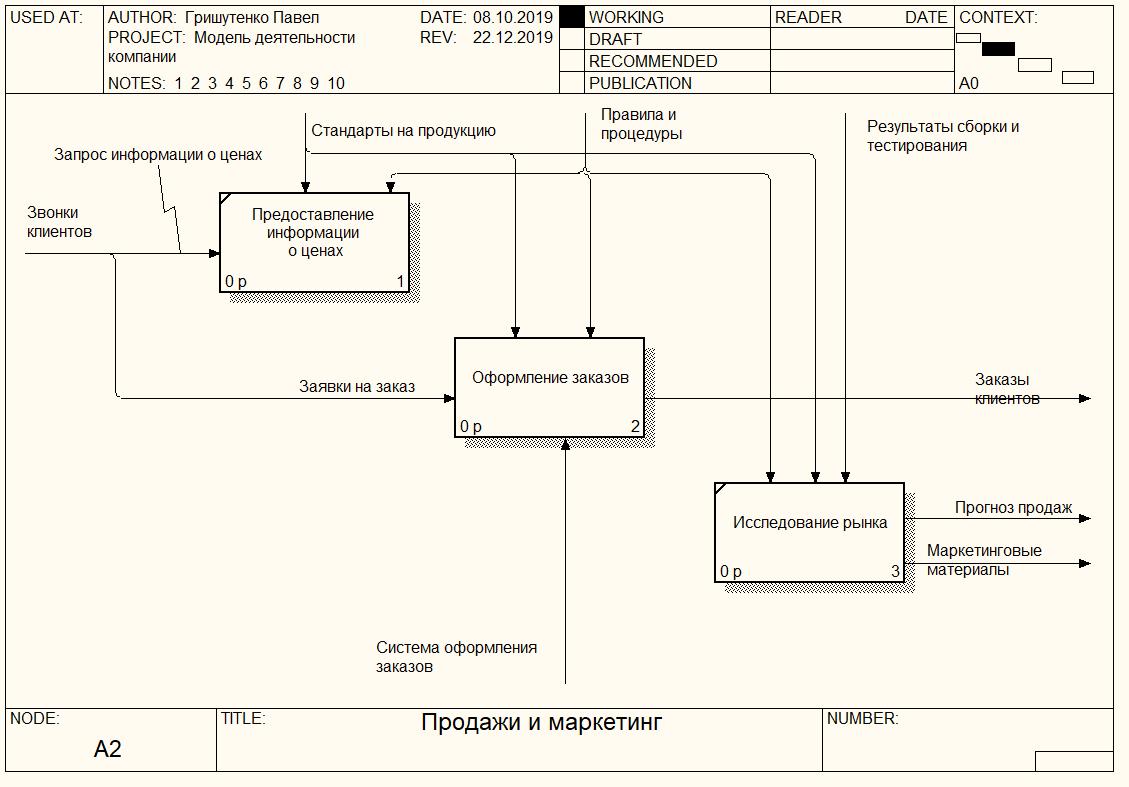 USED AT:
AUTHOR: Гришутенко Павел
DATE: 08.10.2019
PROJECT: Модель деятельности
компании
REV: 22.12.2019
NOTES: 1 2 3 4 5 6 7 8 9 10
WORKING
DRAFT
RECOMMENDED
PUBLICATION
READER
DATE
CONTEXT:
A0
Стандарты на продукцию
Правила и
процедуры
Результаты сборки и
тестирования
Запрос информации о ценах
Звонки
клиентов
Предоставление
информации
о ценах
0 р
1
Заявки на заказ
Оформление заказов
0 р
2
Заказы
клиентов
Исследование рынка
0 р
3
Прогноз продаж
Маркетинговые
материалы
Система оформления
заказов
NODE:
A2
TITLE:
Продажи и маркетинг
NUMBER: